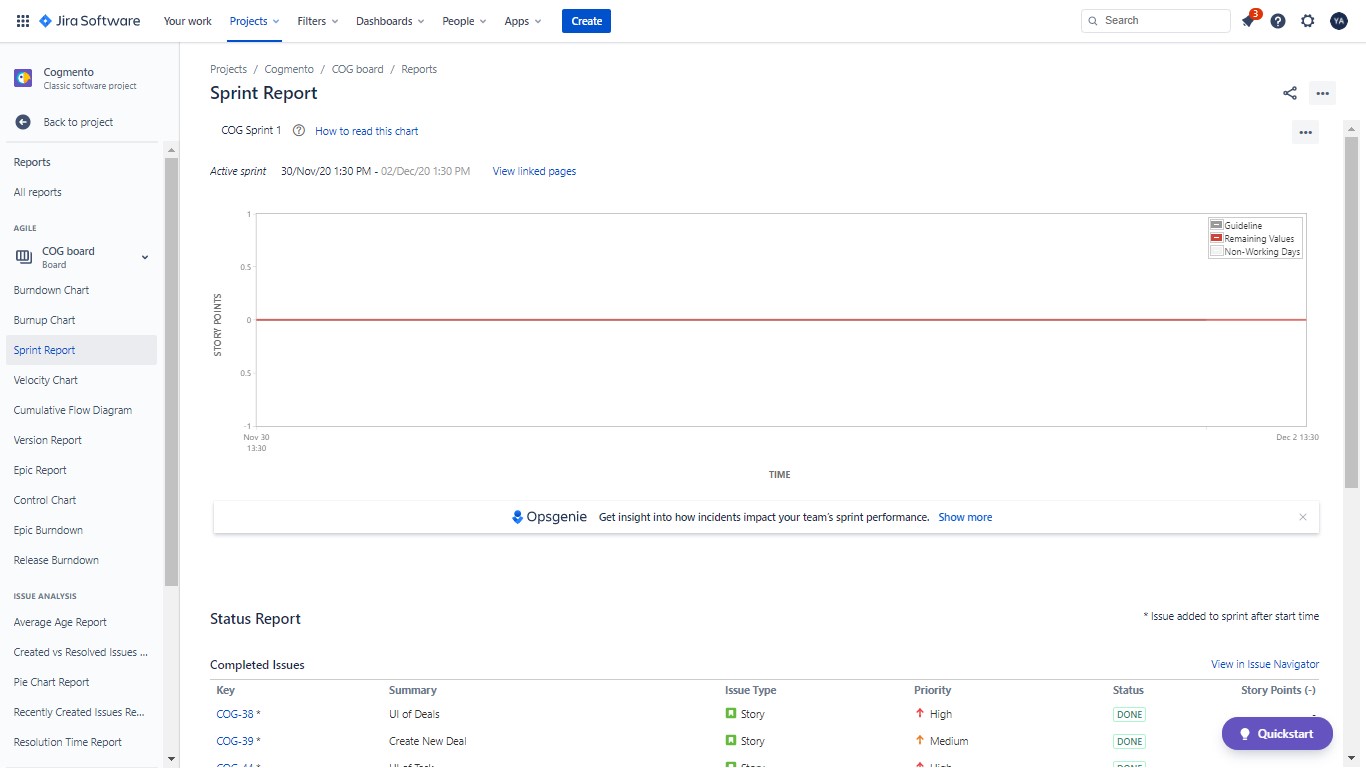 Jira Software
Your work
Projects
Filters
Dashboards
People
Apps
Create
Search
3
YA
Cogmento
Classic software project
Back to project
Reports
All reports
AGILE
COG board
Board
Burndown Chart
Burnup Chart
Sprint Report
Velocity Chart
Cumulative Flow Diagram
Version Report
Epic Report
Control Chart
Epic Burndown
Release Burndown
ISSUE ANALYSIS
Average Age Report
Created vs Resolved Issues ...
Pie Chart Report
Recently Created Issues Re...
Resolution Time Report
Projects / Cogmento / COG board / Reports
Sprint Report
COG Sprint 1 How to read this chart
Active sprint 30/Nov/20 1:30 PM - 02/Dec/20 1:30 PM View linked pages
STORY POINTS
1
0.5
0
0.5
-1
Guideline
Remaining Values
Non-Working Days
Nov 30
13:30
Dec 2 13:30
TIME
Opsgenie Get insight into how incidents impact your team's sprint performance. Show more
Status Report
* Issue added to sprint after start time
Completed Issues
View in Issue Navigator
Key Summary Issue Type Priority Status Story Points (-)
COG-38 * UI of Deals Story High DONE -
COG-39 * Create New Deal Story Medium DONE
Quickstart